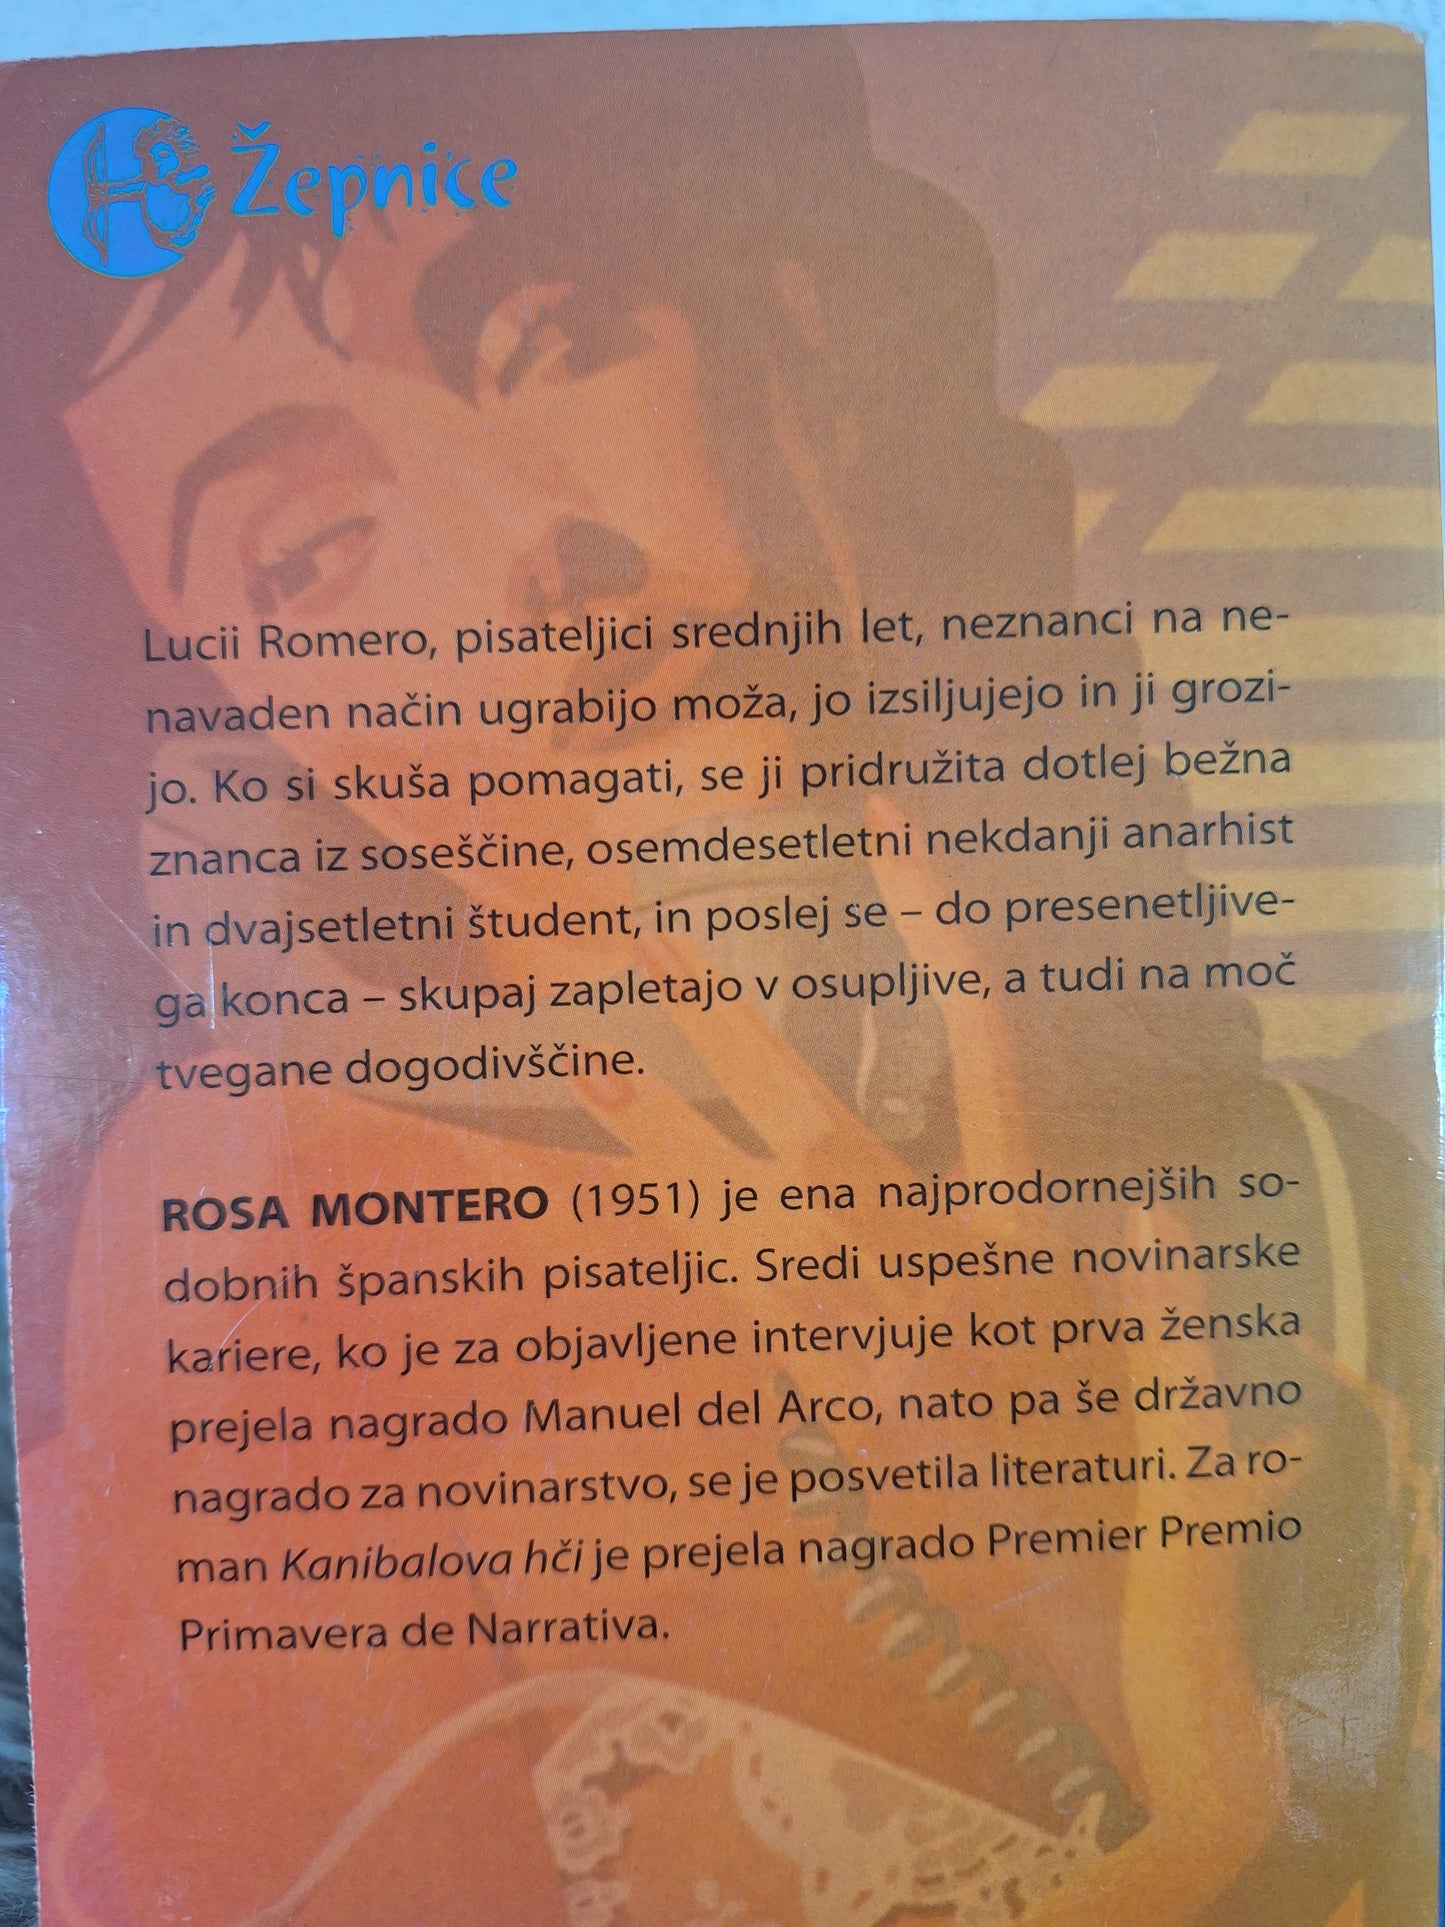 Žepnice
Lucii Romero, pisateljici srednjih let, neznanci na ne-
navaden način ugrabijo moža, jo izsiljujejo in ji grozi-
jo. Ko si skuša pomagati, se ji pridružita dotlej bežna
znanca iz soseščine, osemdesetletni nekdanji anarhist
in dvajsetletni študent, in poslej se – do presenetljive-
ga konca – skupaj zapletajo v osupljive, a tudi na moč
tvegane dogodivščine.
ROSA MONTERO (1951) je ena najprodornejših so-
dobnih španskih pisateljic. Sredi uspešne novinarske
kariere, ko je za objavljene intervjuje kot prva ženska
prejela nagrado Manuel del Arco, nato pa še državno
nagrado za novinarstvo, se je posvetila literaturi. Za ro-
man Kanibalova hči je prejela nagrado Premier Premio
Primavera de Narrativa.